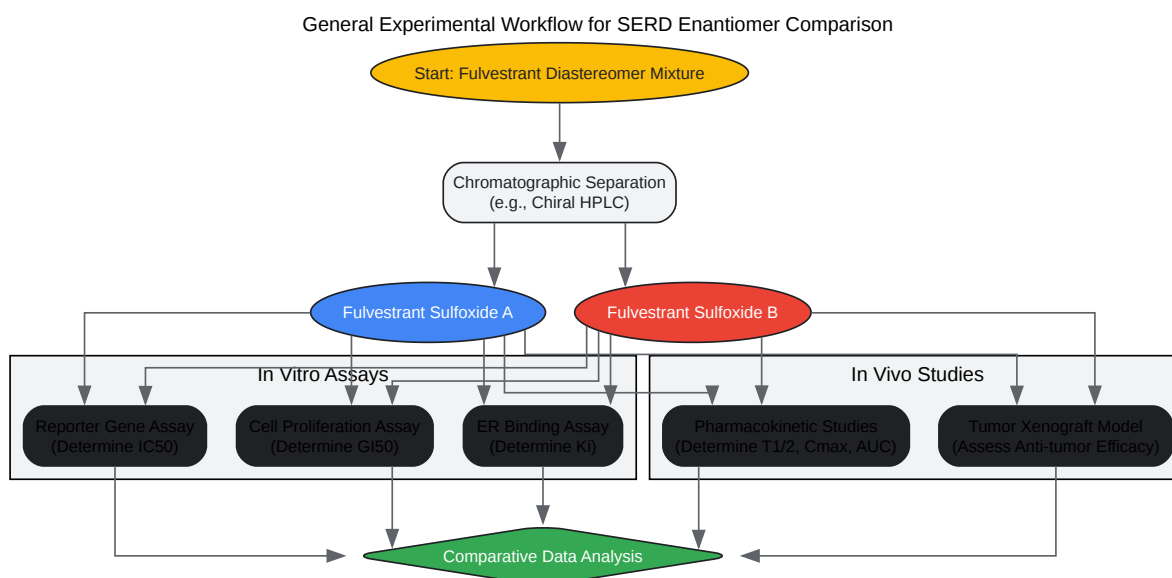 General Experimental Workflow for SERD Enantiomer Comparison
Start: Fulvestrant Diastereomer Mixture
Chromatographic Separation
(e.g., Chiral HPLC)
Fulvestrant Sulfoxide A
Fulvestrant Sulfoxide B
In Vitro Assays
In Vivo Studies
Reporter Gene Assay
(Determine IC50)
Cell Proliferation Assay
(Determine GI50)
ER Binding Assay
(Determine Ki)
Pharmacokinetic Studies
(Determine T1/2, Cmax, AUC)
Tumor Xenograft Model
(Assess Anti-tumor Efficacy)
Comparative Data Analysis